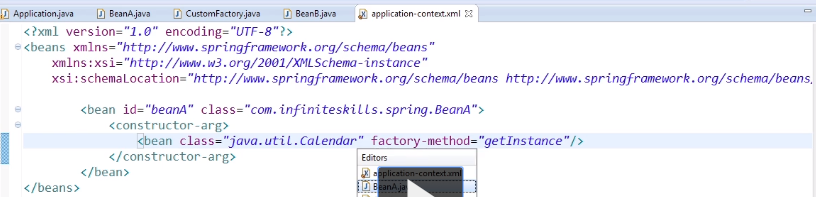 Application.java BeanA.java CustomFactory.java BeanB.java application-context.xml
<?xml version="1.0" encoding="UTF-8"?>
<beans xmlns="http://www.springframework.org/schema/beans"
xmlns:xsi="http://www.w3.org/2001/XMLSchema-instance"
xsi:schemaLocation="http://www.springframework.org/schema/beans http://www.springframework.org/schema/beans
<bean id="beanA" class="com.infiniteskills.spring.BeanA">
<constructor-arg>
<bean class="java.util.Calendar" factory-method="getInstance"/>
</constructor-arg>
</bean>
</beans>
Editors
application-context.xml
BeanA.java